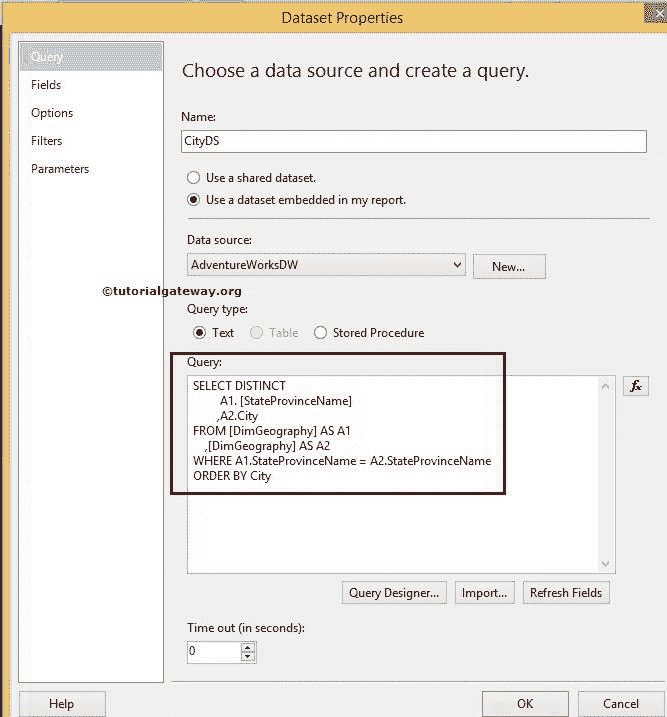 Dataset Properties
Query
Fields
Options
Filters
Parameters
Choose a data source and create a query.
Name:
CityDS
Use a shared dataset.
Use a dataset embedded in my report.
Data source:
AdventureWorksDW
New...
©tutorialgateway.org
Query type:
Text Table Stored Procedure
Query:
SELECT DISTINCT
A1. [StateProvinceName]
,A2.City
FROM [DimGeography] AS A1
,[DimGeography] AS A2
WHERE A1.StateProvinceName = A2.StateProvinceName
ORDER BY City
fx
Query Designer... Import... Refresh Fields
Time out (in seconds):
0
Help OK Cancel